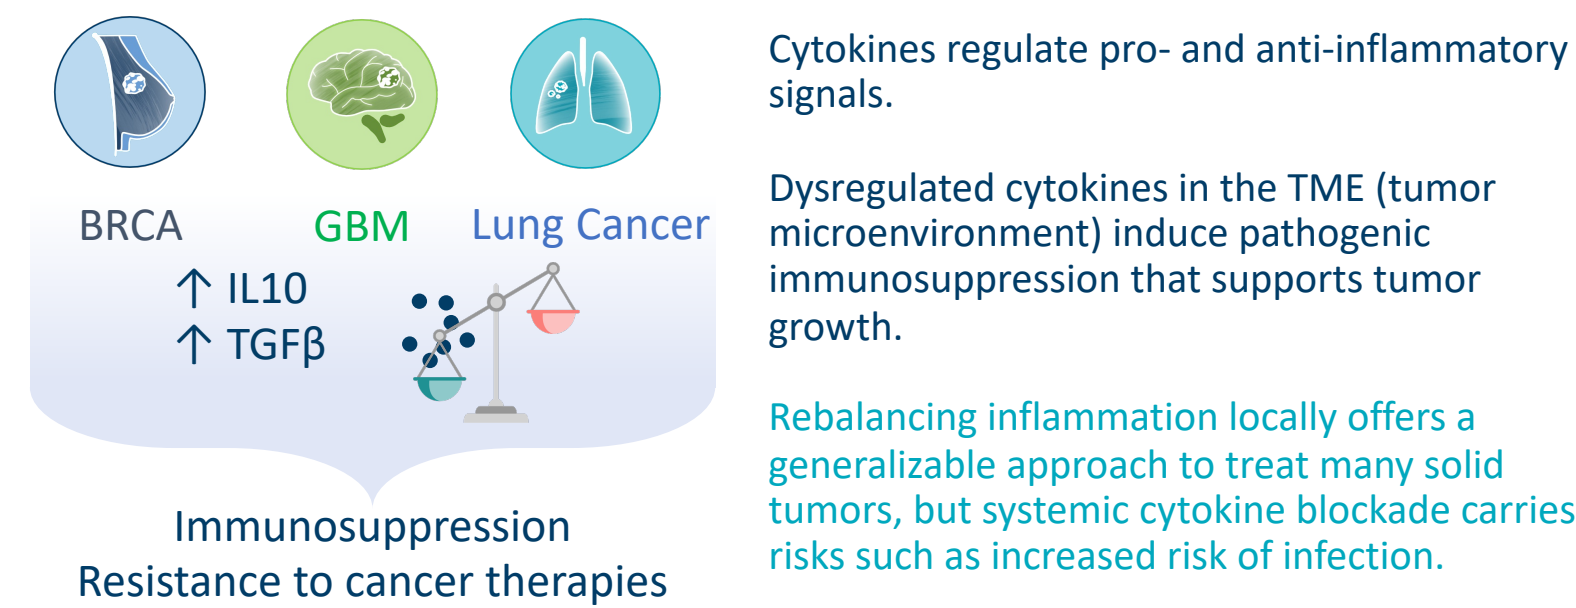 BRCA
GBM
Lung Cancer
↑ IL10
↑ TGFβ
Immunosuppression
Resistance to cancer therapies
Cytokines regulate pro- and anti-inflammatory
signals.
Dysregulated cytokines in the TME (tumor
microenvironment) induce pathogenic
immunosuppression that supports tumor
growth.
Rebalancing inflammation locally offers a
generalizable approach to treat many solid
tumors, but systemic cytokine blockade carries
risks such as increased risk of infection.